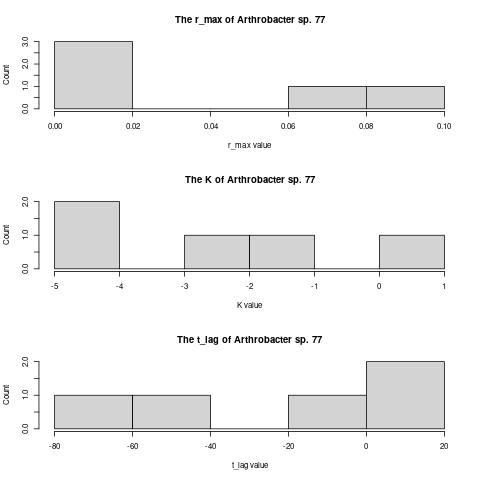 The r_max of Arthrobacter sp. 77
Count
3.0
2.0
1.0
0.0
0.00 0.02 0.04 0.06 0.08 0.10
r_max value
The K of Arthrobacter sp. 77
Count
2.0
1.0
0.0
-5 -4 -3 -2 -1 0 1
K value
The t_lag of Arthrobacter sp. 77
Count
2.0
1.0
0.0
-80 -60 -40 -20 0 20
t_lag value